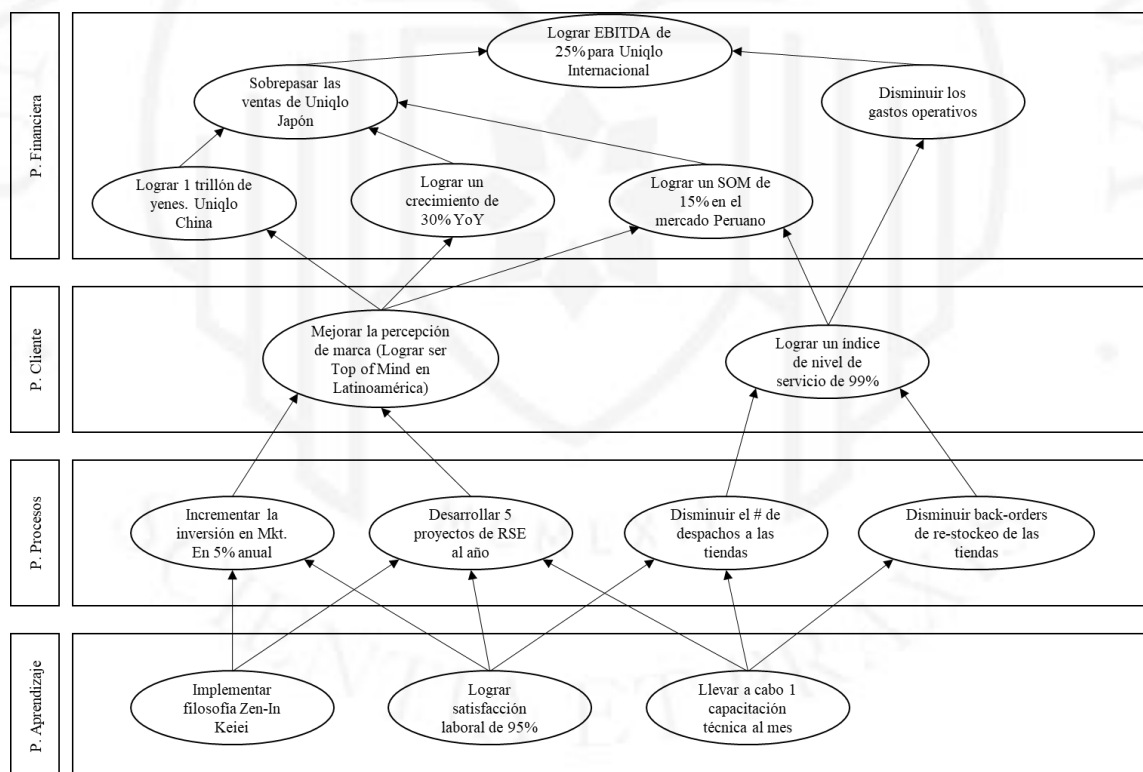 P. Financiera
Lograr EBITDA de
25% para Uniqlo
Internacional
Sobrepasar las
ventas de Uniqlo
Japón
Disminuir los
gastos operativos
Lograr 1 trillón de
yenes. Uniqlo
China
Lograr un
crecimiento de
30% YoY
Lograr un SOM de
15% en el
mercado Peruano
P. Cliente
Mejorar la percepción
de marca (Lograr ser
Top of Mind en
Latinoamérica)
Lograr un índice
de nivel de
servicio de 99%
P. Procesos
Incrementar la
inversión en Mkt.
En 5% anual
Desarrollar 5
proyectos de RSE
al año
Disminuir el # de
despachos a las
tiendas
Disminuir back-orders
de re-stockeo de las
tiendas
P. Aprendizaje
Implementar
filosofía Zen-In
Keiei
Lograr
satisfacción
laboral de 95%
Llevar a cabo 1
capacitación
técnica al mes